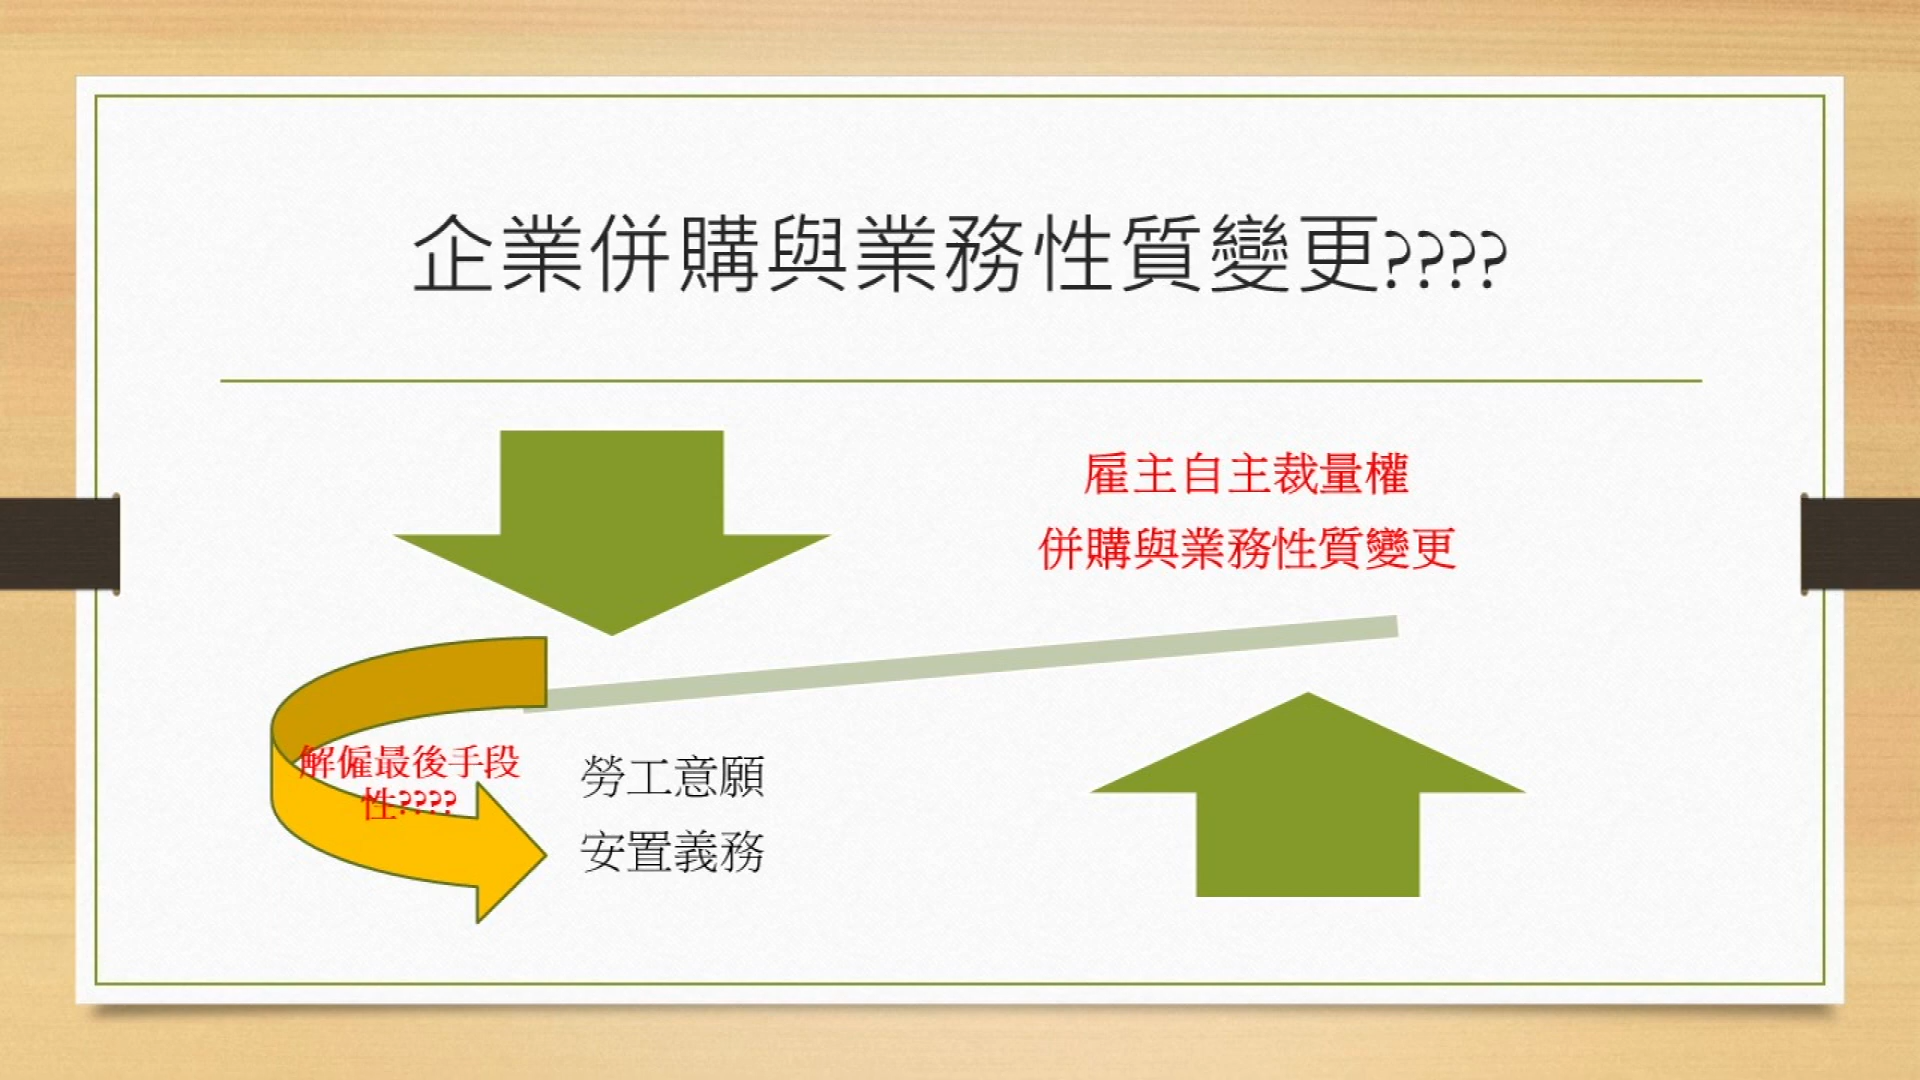 企業併購與業務性質變更????
雇主自主裁量權
併購與業務性質變更
解僱最後手段
性????
勞工意願
安置義務